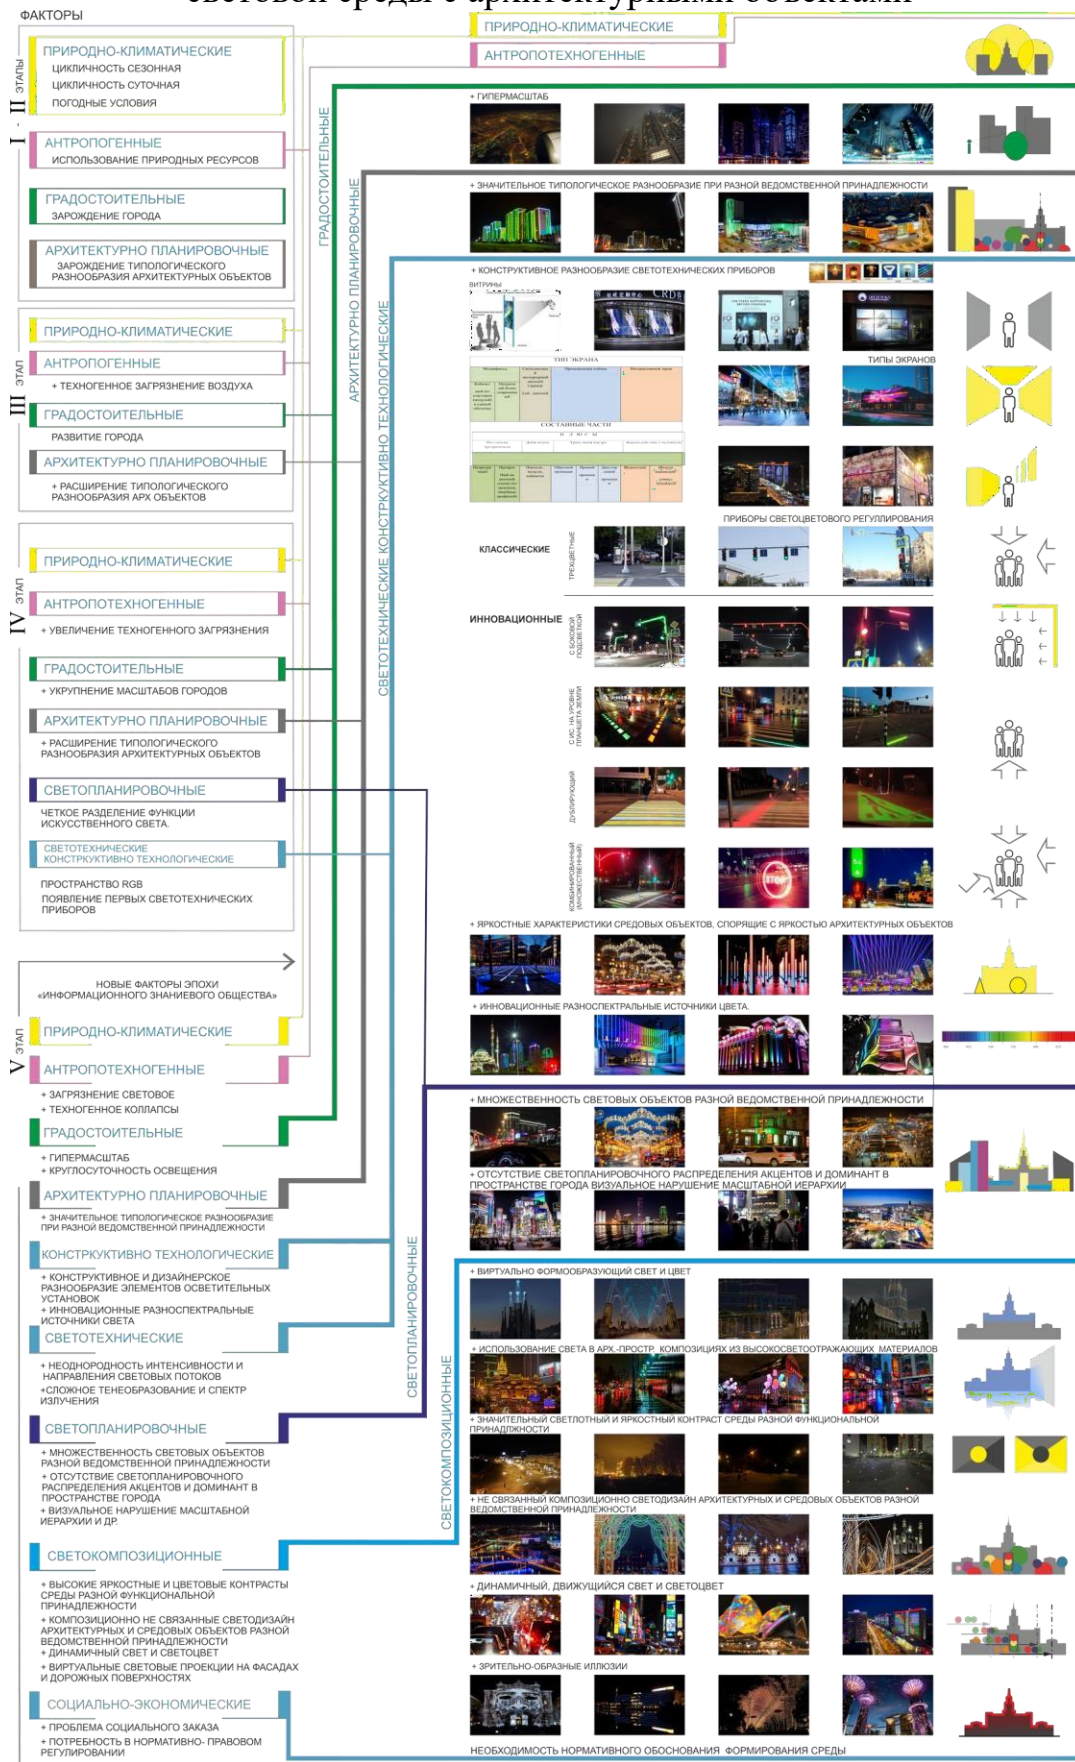 световой среды с архитектурными объектами
ФАКТОРЫ
I - II ЭТАПЫ
ПРИРОДНО-КЛИМАТИЧЕСКИЕ
ЦИКЛИЧНОСТЬ СЕЗОННАЯ
ЦИКЛИЧНОСТЬ СУТОЧНАЯ
ПОГОДНЫЕ УСЛОВИЯ
АНТРОПОГЕННЫЕ
ИСПОЛЬЗОВАНИЕ ПРИРОДНЫХ РЕСУРСОВ
ГРАДОСТОИТЕЛЬНЫЕ
ЗАРОЖДЕНИЕ ГОРОДА
АРХИТЕКТУРНО ПЛАНИРОВОЧНЫЕ
ЗАРОЖДЕНИЕ ТИПОЛОГИЧЕСКОГО
РАЗНООБРАЗИЯ АРХИТЕКТУРНЫХ ОБЪЕКТОВ
III ЭТАП
ПРИРОДНО-КЛИМАТИЧЕСКИЕ
АНТРОПОГЕННЫЕ
+ ТЕХНОГЕННОЕ ЗАГРЯЗНЕНИЕ ВОЗДУХА
ГРАДОСТОИТЕЛЬНЫЕ
РАЗВИТИЕ ГОРОДА
АРХИТЕКТУРНО ПЛАНИРОВОЧНЫЕ
+ РАСШИРЕНИЕ ТИПОЛОГИЧЕСКОГО
РАЗНООБРАЗИЯ АРХ ОБЪЕКТОВ
IV ЭТАП
ПРИРОДНО-КЛИМАТИЧЕСКИЕ
АНТРОПОТЕХНОГЕННЫЕ
+ УВЕЛИЧЕНИЕ ТЕХНОГЕННОГО ЗАГРЯЗНЕНИЯ
ГРАДОСТОИТЕЛЬНЫЕ
+ УКРУПНЕНИЕ МАСШТАБОВ ГОРОДОВ
АРХИТЕКТУРНО ПЛАНИРОВОЧНЫЕ
+ РАСШИРЕНИЕ ТИПОЛОГИЧЕСКОГО
РАЗНООБРАЗИЯ АРХИТЕКТУРНЫХ ОБЪЕКТОВ
СВЕТОПЛАНИРОВОЧНЫЕ
ЧЕТКОЕ РАЗДЕЛЕНИЕ ФУНКЦИИ
ИСКУССТВЕННОГО СВЕТА.
СВЕТОТЕХНИЧЕСКИЕ
КОНСТРКУКТИВНО ТЕХНОЛОГИЧЕСКИЕ
ПРОСТРАНСТВО RGB
ПОЯВЛЕНИЕ ПЕРВЫХ СВЕТОТЕХНИЧЕСКИХ
ПРИБОРОВ
НОВЫЕ ФАКТОРЫ ЭПОХИ
«ИНФОРМАЦИОННОГО ЗНАНИЕВОГО ОБЩЕСТВА»
V ЭТАП
ПРИРОДНО-КЛИМАТИЧЕСКИЕ
АНТРОПОТЕХНОГЕННЫЕ
+ ЗАГРЯЗНЕНИЕ СВЕТОВОЕ
+ ТЕХНОГЕННОЕ КОЛЛАПСЫ
ГРАДОСТОИТЕЛЬНЫЕ
+ ГИПЕРМАСШТАБ
+ КРУГЛОСУТОЧНОСТЬ ОСВЕЩЕНИЯ
АРХИТЕКТУРНО ПЛАНИРОВОЧНЫЕ
+ ЗНАЧИТЕЛЬНОЕ ТИПОЛОГИЧЕСКОЕ РАЗНООБРАЗИЕ
ПРИ РАЗНОЙ ВЕДОМСТВЕННОЙ ПРИНАДЛЕЖНОСТИ
КОНСТРКУКТИВНО ТЕХНОЛОГИЧЕСКИЕ
+ КОНСТРУКТИВНОЕ И ДИЗАЙНЕРСКОЕ
РАЗНООБРАЗИЕ ЭЛЕМЕНТОВ ОСВЕТИТЕЛЬНЫХ
УСТАНОВОК
+ ИННОВАЦИОННЫЕ РАЗНОСПЕКТРАЛЬНЫЕ
ИСТОЧНИКИ СВЕТА
СВЕТОТЕХНИЧЕСКИЕ
+ НЕОДНОРОДНОСТЬ ИНТЕНСИВНОСТИ И
НАПРАВЛЕНИЯ СВЕТОВЫХ ПОТОКОВ
+СЛОЖНОЕ ТЕНЕОБРАЗОВАНИЕ И СПЕКТР
ИЗЛУЧЕНИЯ
СВЕТОПЛАНИРОВОЧНЫЕ
+ МНОЖЕСТВЕННОСТЬ СВЕТОВЫХ ОБЪЕКТОВ
РАЗНОЙ ВЕДОМСТВЕННОЙ ПРИНАДЛЕЖНОСТИ
+ ОТСУТСТВИЕ СВЕТОПЛАНИРОВОЧНОГО
РАСПРЕДЕЛЕНИЯ АКЦЕНТОВ И ДОМИНАНТ В
ПРОСТРАНСТВЕ ГОРОДА
+ ВИЗУАЛЬНОЕ НАРУШЕНИЕ МАСШТАБНОЙ
ИЕРАРХИИ И ДР.
СВЕТОКОМПОЗИЦИОННЫЕ
+ ВЫСОКИЕ ЯРКОСТНЫЕ И ЦВЕТОВЫЕ КОНТРАСТЫ
СРЕДЫ РАЗНОЙ ФУНКЦИОНАЛЬНОЙ
ПРИНАДЛЕЖНОСТИ
+ КОМПОЗИЦИОННО НЕ СВЯЗАННЫЕ СВЕТОДИЗАЙН
АРХИТЕКТУРНЫХ И СРЕДОВЫХ ОБЪЕКТОВ РАЗНОЙ
ВЕДОМСТВЕННОЙ ПРИНАДЛЕЖНОСТИ
+ ДИНАМИЧНЫЙ СВЕТ И СВЕТОЦВЕТ
+ ВИРТУАЛЬНЫЕ СВЕТОВЫЕ ПРОЕКЦИИ НА ФАСАДАХ
И ДОРОЖНЫХ ПОВЕРХНОСТЯХ
СОЦИАЛЬНО-ЭКОНОМИЧЕСКИЕ
+ ПРОБЛЕМА СОЦИАЛЬНОГО ЗАКАЗА
+ ПОТРЕБНОСТЬ В НОРМАТИВНО- ПРАВОВОМ
РЕГУЛИРОВАНИИ
ГРАДОСТОИТЕЛЬНЫЕ
АРХИТЕКТУРНО ПЛАНИРОВОЧНЫЕ
СВЕТОТЕХНИЧЕСКИЕ КОНСТРКУКТИВНО ТЕХНОЛОГИЧЕСКИЕ
СВЕТОПЛАНИРОВОЧНЫЕ
СВЕТОКОМПОЗИЦИОННЫЕ
ПРИРОДНО-КЛИМАТИЧЕСКИЕ
АНТРОПОТЕХНОГЕННЫЕ
+ ГИПЕРМАСШТАБ
+ ЗНАЧИТЕЛЬНОЕ ТИПОЛОГИЧЕСКОЕ РАЗНООБРАЗИЕ ПРИ РАЗНОЙ ВЕДОМСТВЕННОЙ ПРИНАДЛЕЖНОСТИ
+ КОНСТРУКТИВНОЕ РАЗНООБРАЗИЕ СВЕТОТЕХНИЧЕСКИХ ПРИБОРОВ
ВИТРИНЫ
ТИП ЭКРАНА
ТИПЫ ЭКРАНОВ
СОСТАВНЫЕ ЧАСТИ
ПРИБОРЫ СВЕТОЦВЕТОВОГО РЕГУЛЛИРОВАНИЯ
КЛАССИЧЕСКИЕ
ТРЕХЦВЕТНЫЕ
ИННОВАЦИОННЫЕ
С БОКОВОЙ
ПОДСВЕТКОЙ
С ИС. НА УРОВНЕ
ПЛАНШЕТА ЗЕМЛИ
ДУБЛИРУЮЩИЙ
КОМБИНИРОВАННЫЙ
(МНОЖЕСТВЕННЫЙ)
STOP
+ ЯРКОСТНЫЕ ХАРАКТЕРИСТИКИ СРЕДОВЫХ ОБЪЕКТОВ, СПОРЯЩИЕ С ЯРКОСТЬЮ АРХИТЕКТУРНЫХ ОБЪЕКТОВ
+ ИННОВАЦИОННЫЕ РАЗНОСПЕКТРАЛЬНЫЕ ИСТОЧНИКИ ЦВЕТА.
+ МНОЖЕСТВЕННОСТЬ СВЕТОВЫХ ОБЪЕКТОВ РАЗНОЙ ВЕДОМСТВЕННОЙ ПРИНАДЛЕЖНОСТИ
+ ОТСУТСТВИЕ СВЕТОПЛАНИРОВОЧНОГО РАСПРЕДЕЛЕНИЯ АКЦЕНТОВ И ДОМИНАНТ В
ПРОСТРАНСТВЕ ГОРОДА ВИЗУАЛЬНОЕ НАРУШЕНИЕ МАСШТАБНОЙ ИЕРАРХИИ
+ ВИРТУАЛЬНО ФОРМООБРАЗУЮЩИЙ СВЕТ И ЦВЕТ
+ ИСПОЛЬЗОВАНИЕ СВЕТА В АРХ.-ПРОСТР. КОМПОЗИЦИЯХ ИЗ ВЫСОКОСВЕТООТРАЖАЮЩИХ МАТЕРИАЛОВ
+ ЗНАЧИТЕЛЬНЫЙ СВЕТЛОТНЫЙ И ЯРКОСТНЫЙ КОНТРАСТ СРЕДЫ РАЗНОЙ ФУНКЦИОНАЛЬНОЙ
ПРИНАДЛЖНОСТИ
+ НЕ СВЯЗАННЫЙ КОМПОЗИЦИОННО СВЕТОДИЗАЙН АРХИТЕКТУРНЫХ И СРЕДОВЫХ ОБЪЕКТОВ РАЗНОЙ
ВЕДОМСТВЕННОЙ ПРИНАДЛЕЖНОСТИ
+ ДИНАМИЧНЫЙ, ДВИЖУЩИЙСЯ СВЕТ И СВЕТОЦВЕТ
+ ЗРИТЕЛЬНО-ОБРАЗНЫЕ ИЛЛЮЗИИ
НЕОБХОДИМОСТЬ НОРМАТИВНОГО ОБОСНОВАНИЯ ФОРМИРОВАНИЯ СРЕДЫ